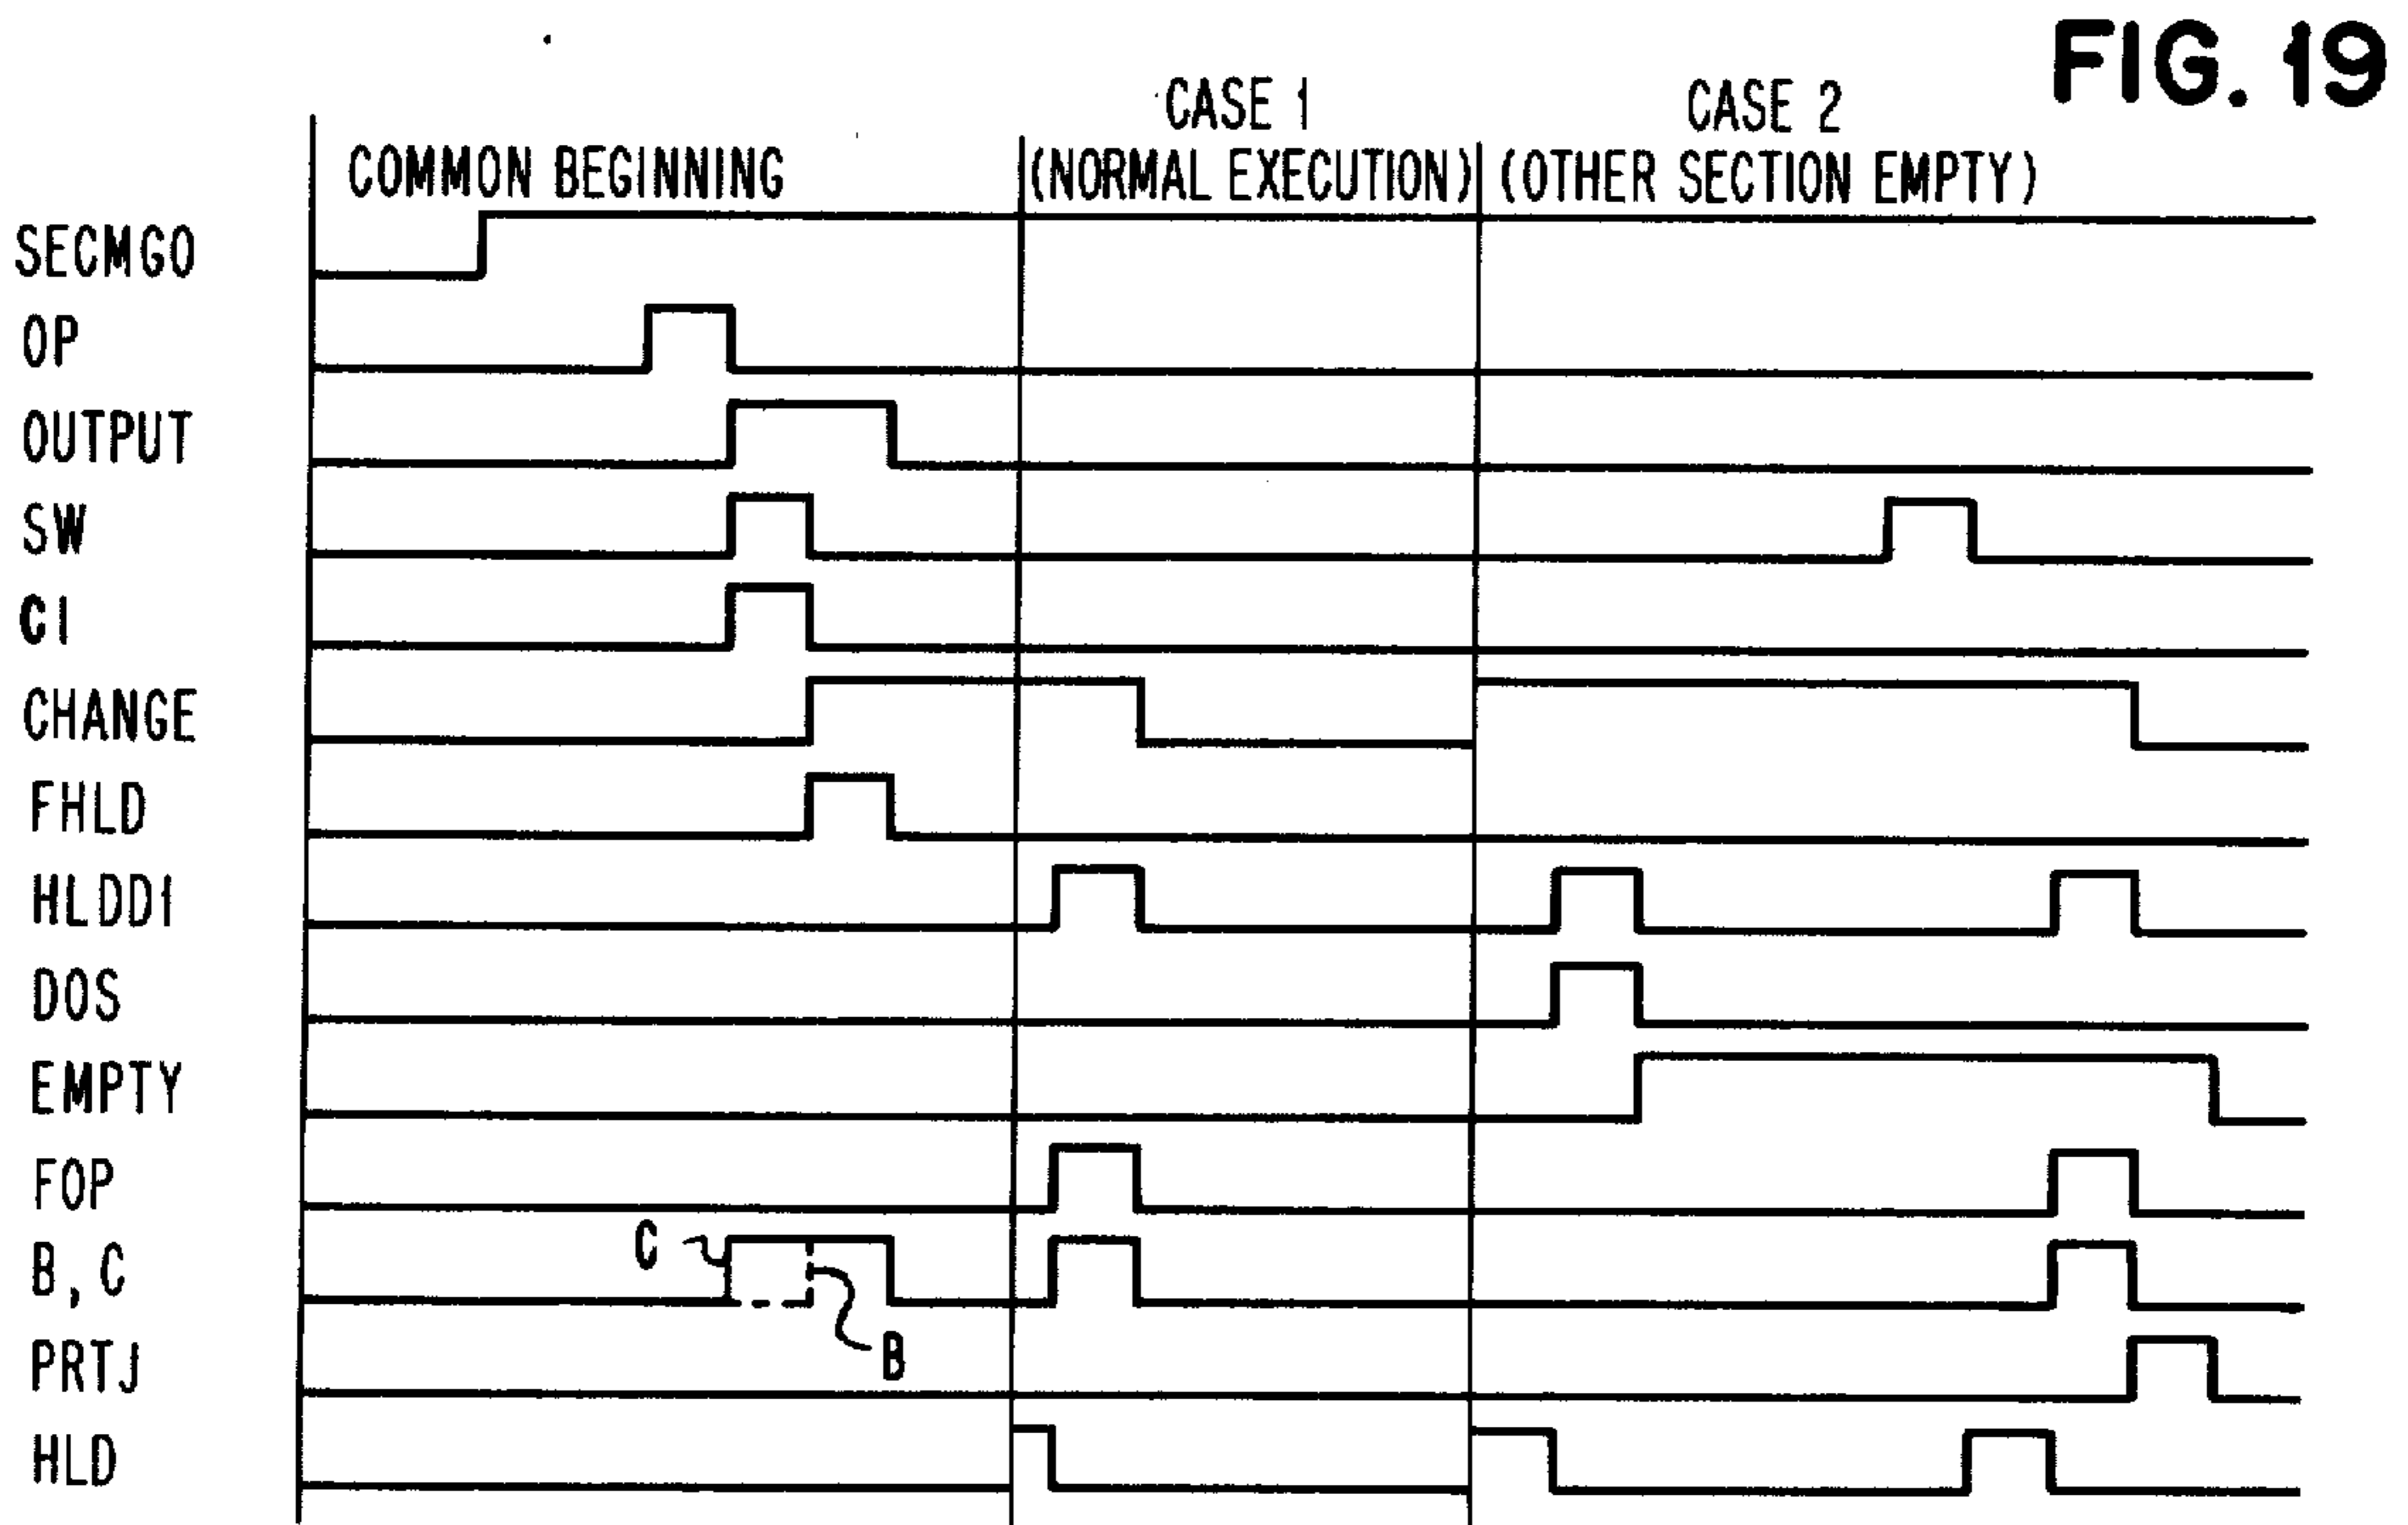 FIG. 19
CASE 1
CASE 2
COMMON BEGINNING
(NORMAL EXECUTION)
(OTHER SECTION EMPTY)
SECMGO
OP
OUTPUT
SW
C1
CHANGE
FHLD
HLDD1
DOS
EMPTY
FOP
C
B, C
B
PRTJ
HLD